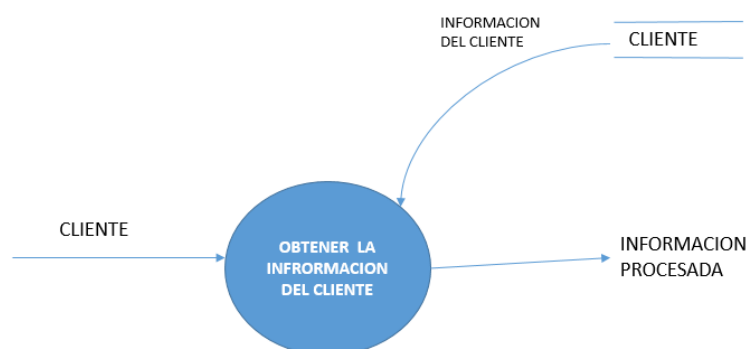 INFORMACION
DEL CLIENTE
CLIENTE
CLIENTE
OBTENER LA
INFRORMACION
DEL CLIENTE
INFORMACION
PROCESADA